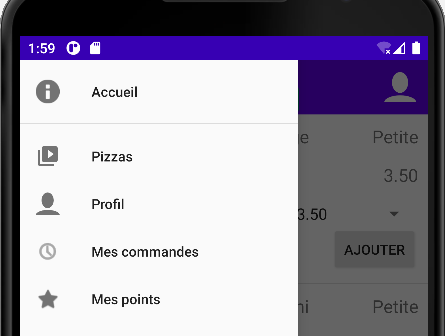 1:59
Accueil
Petite
Pizzas
3.50
Profil
3.50
AJOUTER
Mes commandes
Mes points
Petite